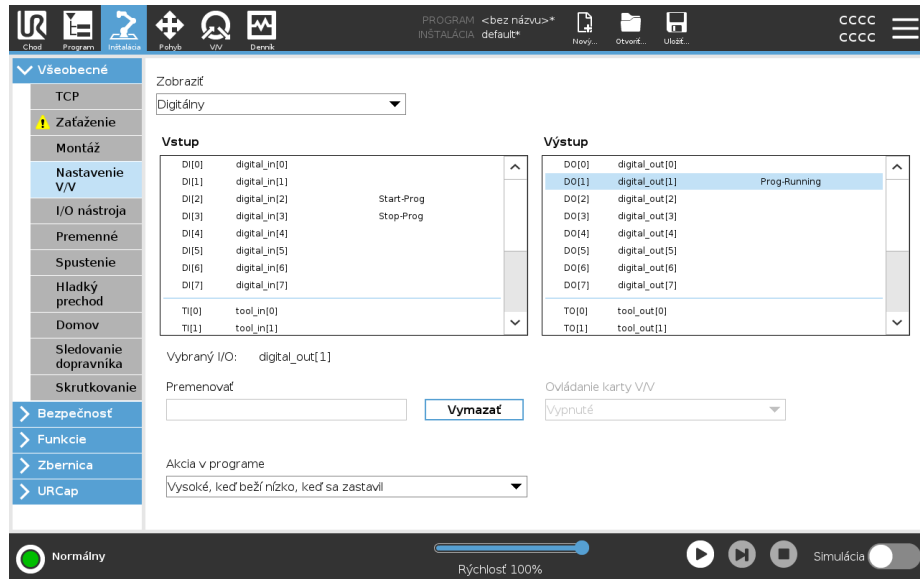 UR
PROGRAM <bez názvu>*
INŠTALÁCIA default*
cccc
cccc
Chod Program Inštalácia Pohyb V/V Denník Nový... Otvoriť... Uložiť...
Všeobecné
TCP
Zaťaženie
Montáž
Nastavenie
V/V
I/O nástroja
Premenné
Spustenie
Hladký
prechod
Domov
Sledovanie
dopravníka
Skrutkovanie
Bezpečnosť
Funkcie
Zbernica
URCap
Zobraziť
Digitálny
Vstup
DI[0] digital_in[0]
DI[1] digital_in[1]
DI[2] digital_in[2] Start-Prog
DI[3] digital_in[3] Stop-Prog
DI[4] digital_in[4]
DI[5] digital_in[5]
DI[6] digital_in[6]
DI[7] digital_in[7]
TI[0] tool_in[0]
TI[1] tool_in[1]
Výstup
DO[0] digital_out[0]
DO[1] digital_out[1] Prog-Running
DO[2] digital_out[2]
DO[3] digital_out[3]
DO[4] digital_out[4]
DO[5] digital_out[5]
DO[6] digital_out[6]
DO[7] digital_out[7]
TO[0] tool_out[0]
TO[1] tool_out[1]
Vybraný I/O: digital_out[1]
Premenovať
Vymazať
Ovládanie karty V/V
Vypnuté
Akcia v programe
Vysoké, keď beží nízko, keď sa zastavil
Normálny
Rýchlosť 100%
Simulácia